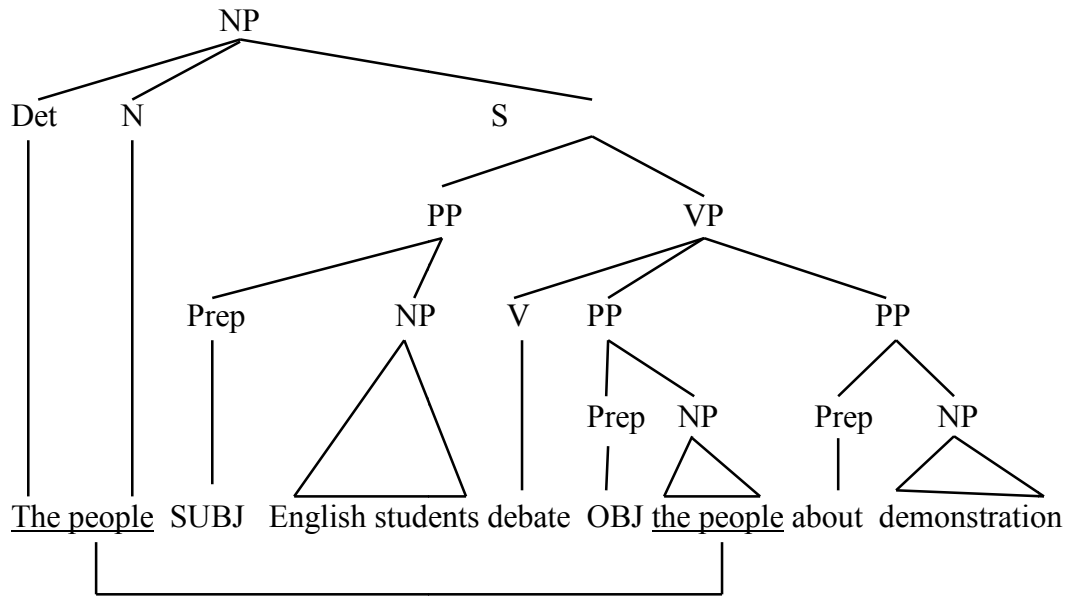 NP
Det N S
PP VP
Prep NP V PP PP
Prep NP Prep NP
The people SUBJ English students debate OBJ the people about demonstration